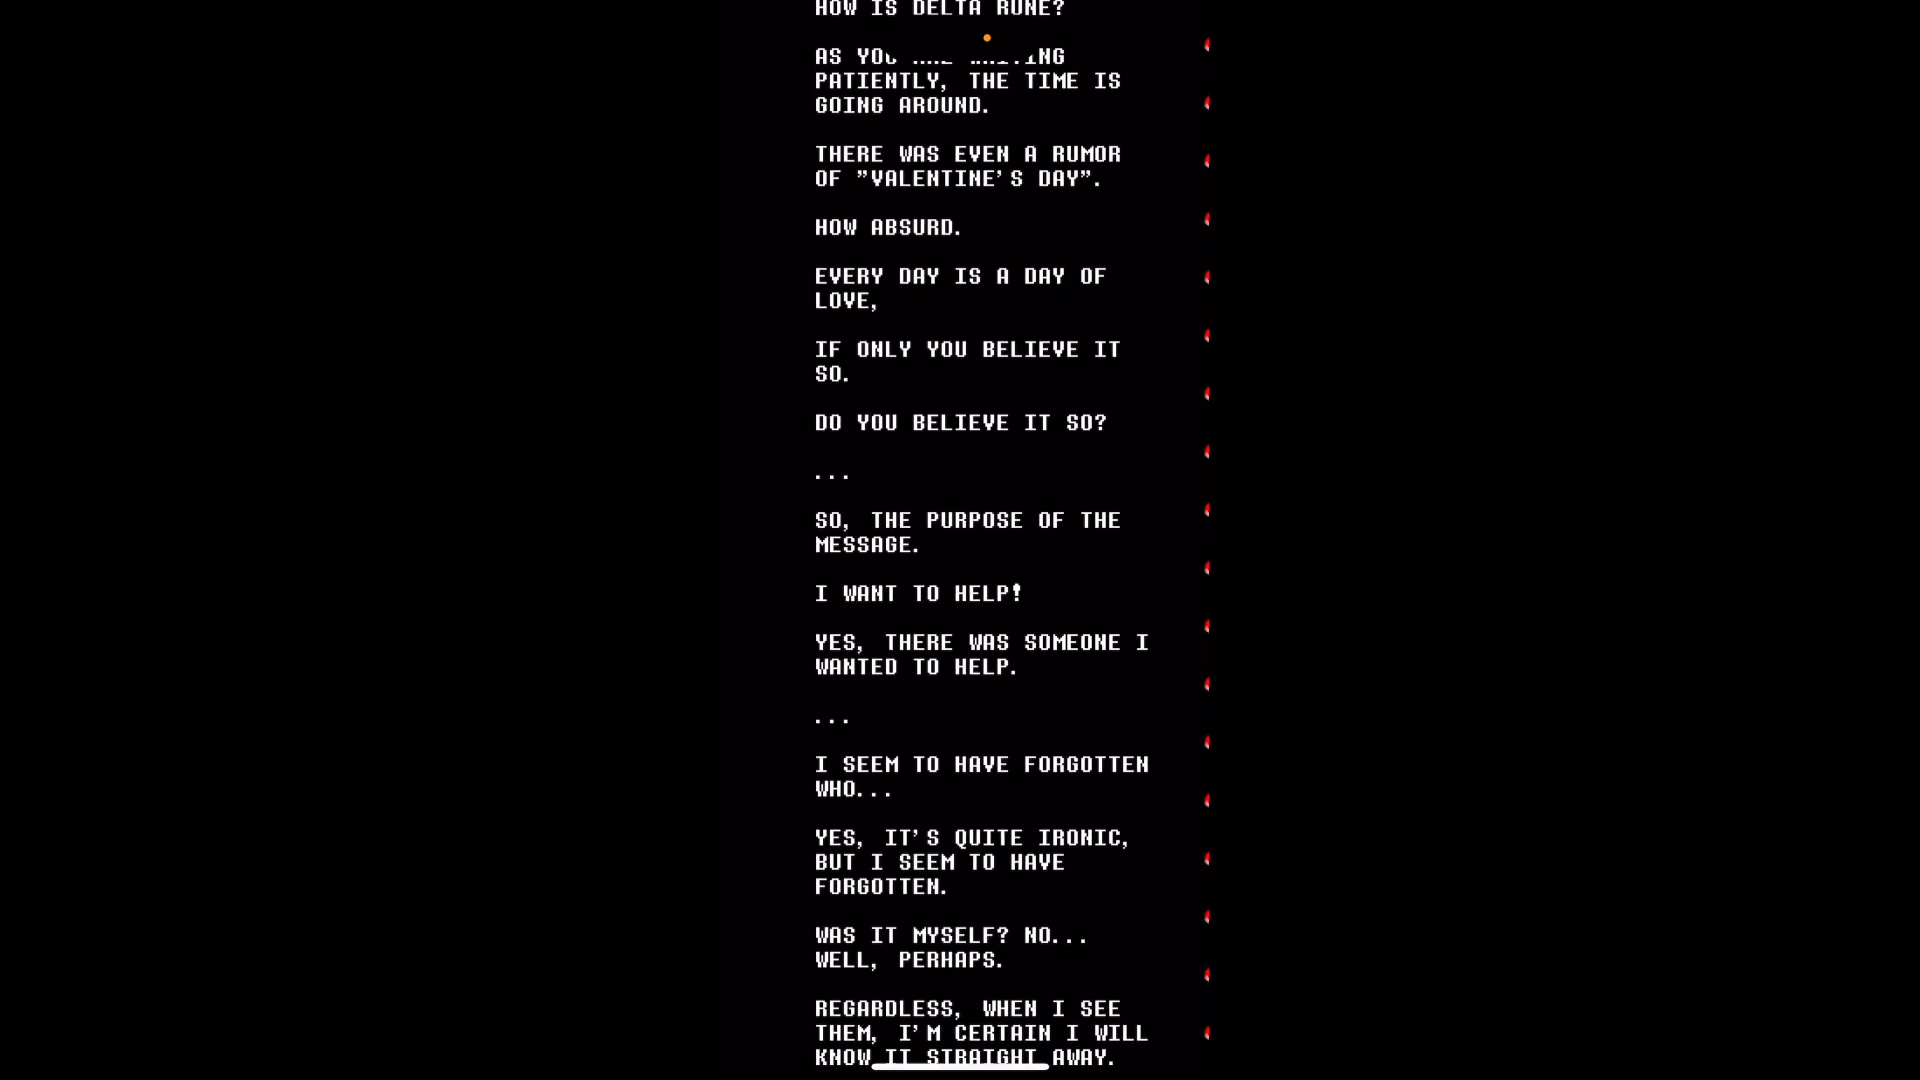 HOW IS DELTA RUNE?
AS YOU
PATIENTLY, THE TIME IS
GOING AROUND.
THERE WAS EVEN A RUMOR
OF "VALENTINE'S DAY".
HOW ABSURD.
EVERY DAY IS A DAY OF
LOVE,
IF ONLY YOU BELIEVE IT
SO.
DO YOU BELIEVE IT SO?
...
SO, THE PURPOSE OF THE
MESSAGE.
I WANT TO HELP!
YES, THERE WAS SOMEONE I
WANTED TO HELP.
...
I SEEM TO HAVE FORGOTTEN
WHO...
YES, IT'S QUITE IRONIC,
BUT I SEEM TO HAVE
FORGOTTEN.
WAS IT MYSELF? NO...
WELL, PERHAPS.
REGARDLESS, WHEN I SEE
THEM, I'M CERTAIN I WILL
KNOW IT STRAIGHT AWAY.